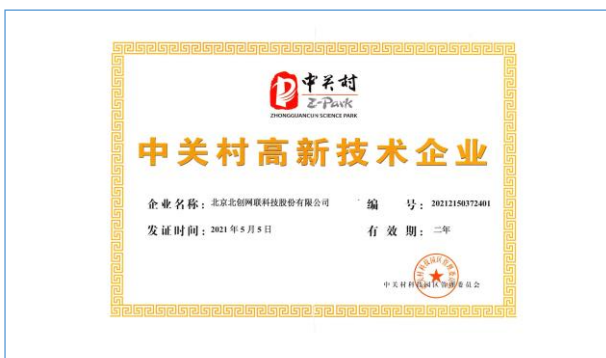 中关村
Z-Park
ZHONGGUANCUN SCIENCE PARK
中关村高新技术企业
企业名称：北京北创网联科技股份有限公司 编 号：20212150372401
发证时间：2021年5月5日 有 效 期：二年
中关村科技园区管理委员会